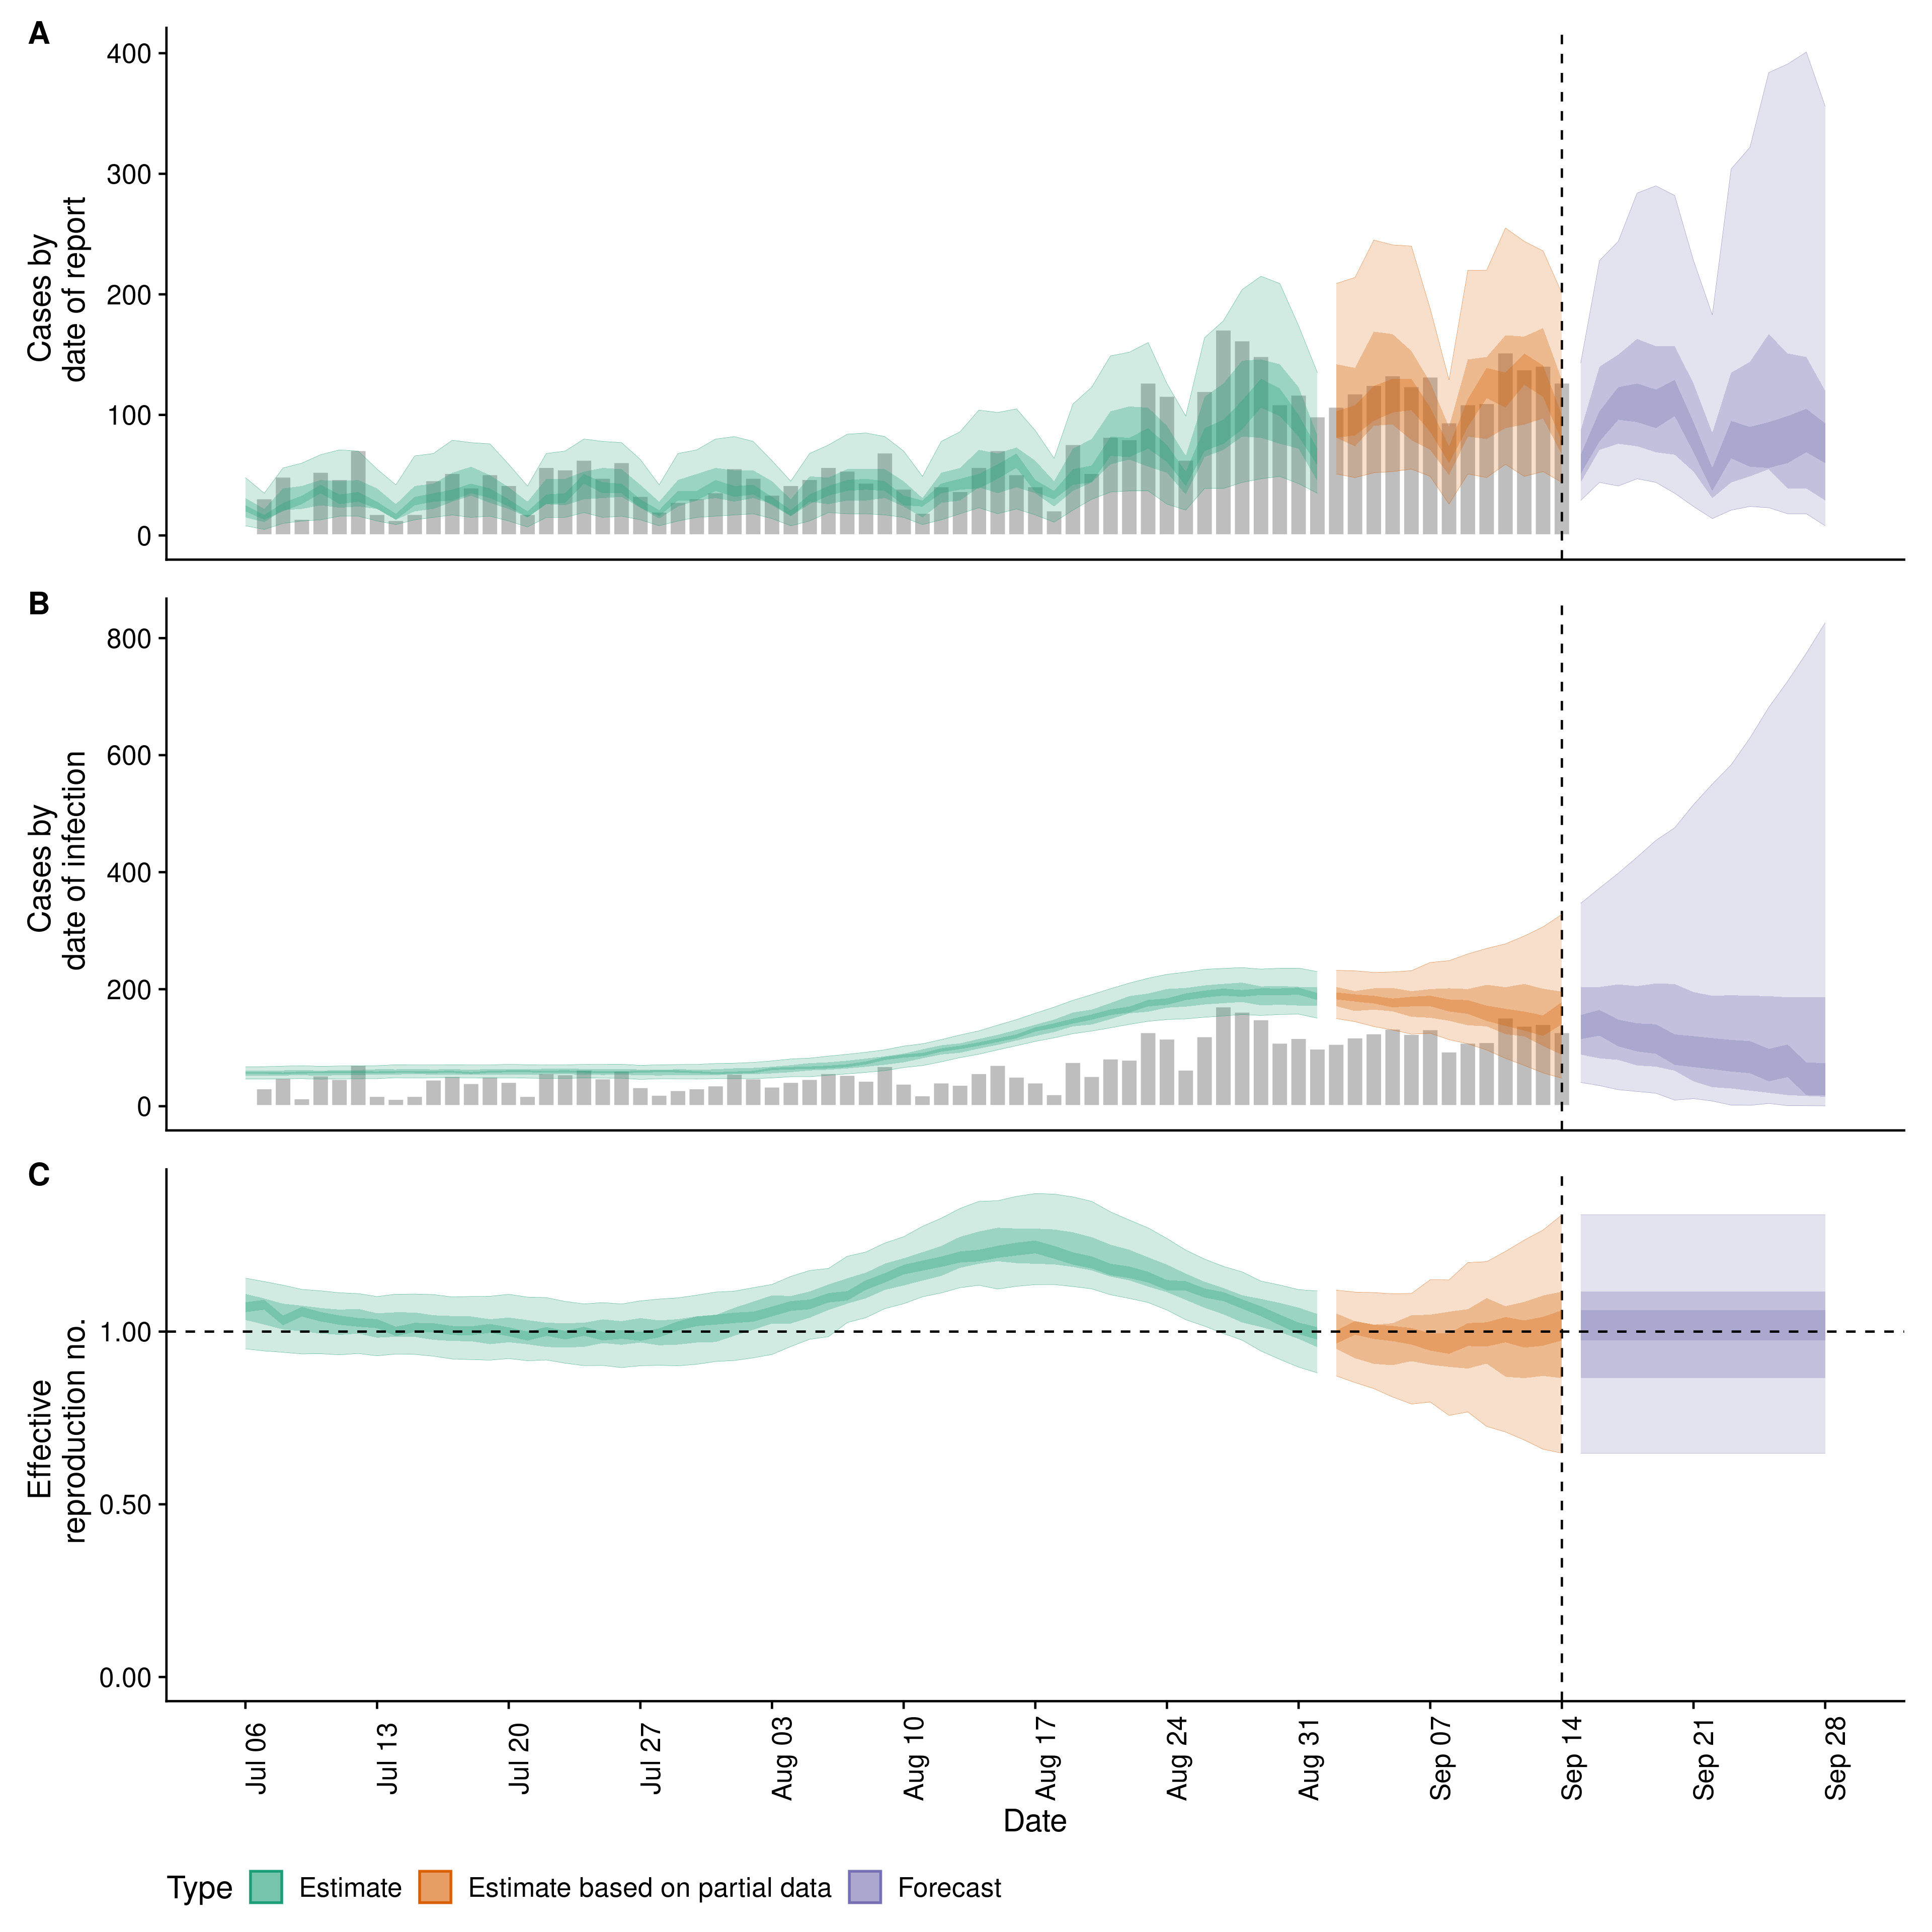 A
400
300
200
100
0
Cases by
date of report
B
800
600
400
200
0
Cases by
date of infection
C
1.00
0.50
0.00
Effective
reproduction no.
Jul 06
Jul 13
Jul 20
Jul 27
Aug 03
Aug 10
Aug 17
Aug 24
Aug 31
Sep 07
Sep 14
Sep 21
Sep 28
Date
Type
Estimate
Estimate based on partial data
Forecast